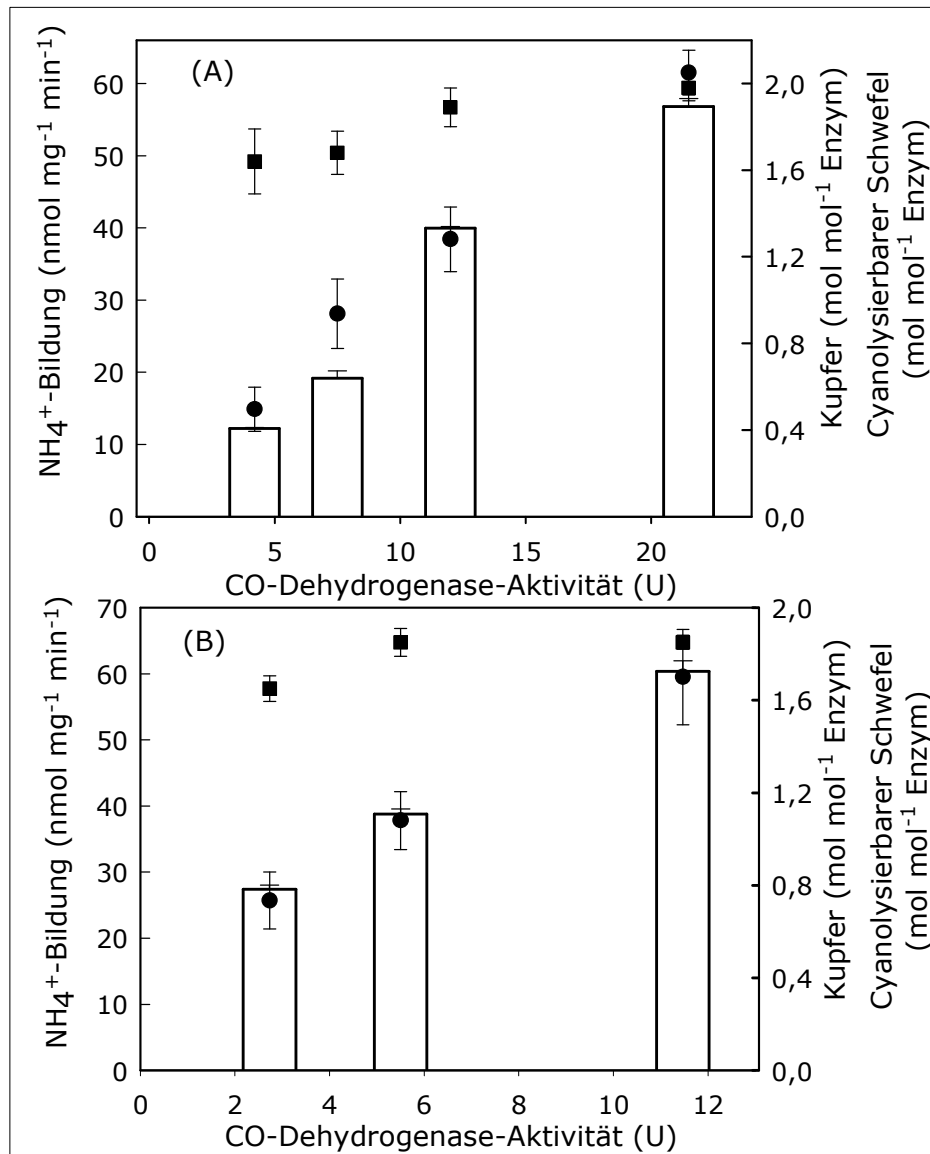 (A)
NH4+-Bildung (nmol mg-1 min-1)
60
50
40
30
20
10
0
2,0
1,6
1,2
0,8
0,4
0,0
Kupfer (mol mol-1 Enzym)
Cyanolysierbarer Schwefel
(mol mol-1 Enzym)
0 5 10 15 20
CO-Dehydrogenase-Aktivität (U)
(B)
NH4+-Bildung (nmol mg-1 min-1)
70
60
50
40
30
20
10
0
2,0
1,6
1,2
0,8
0,4
0,0
Kupfer (mol mol-1 Enzym)
Cyanolysierbarer Schwefel
(mol mol-1 Enzym)
0 2 4 6 8 10 12
CO-Dehydrogenase-Aktivität (U)